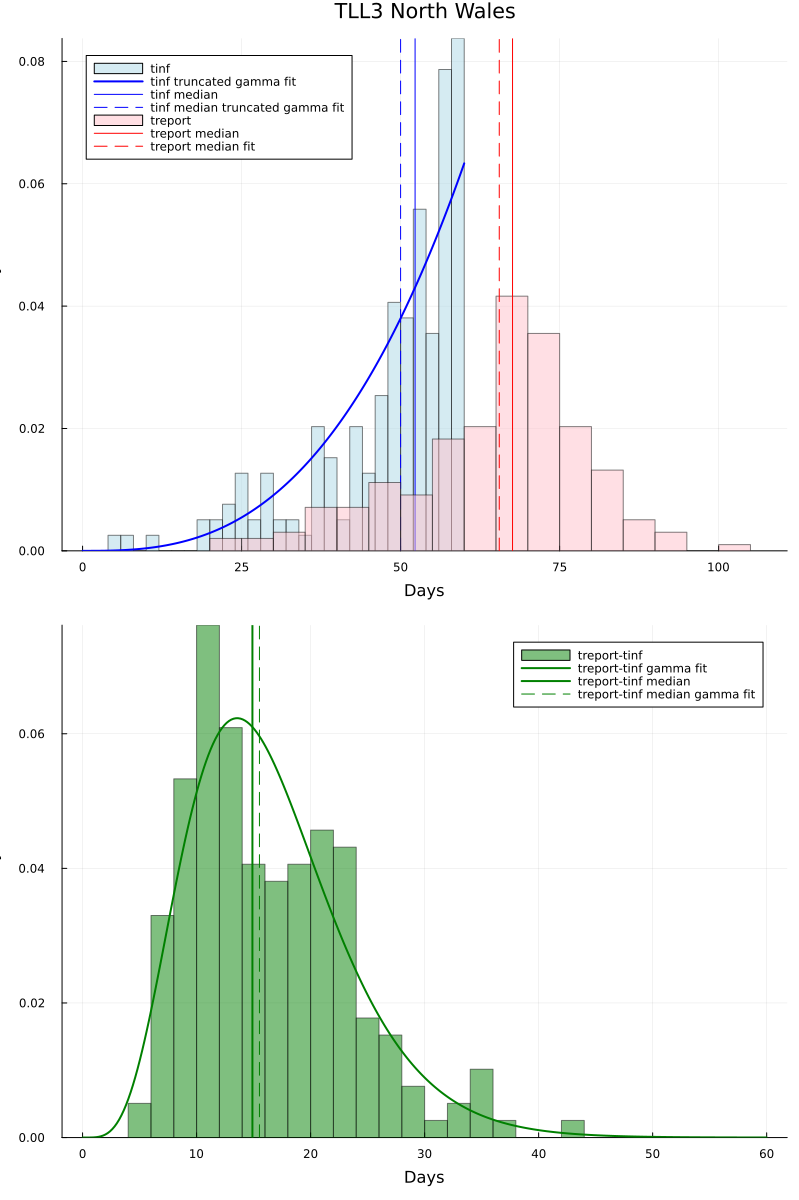 TLL3 North Wales
0.08
0.06
0.04
0.02
0.00
tinf
tinf truncated gamma fit
tinf median
tinf median truncated gamma fit
treport
treport median
treport median fit
0 25 50 75 100
Days
0.06
0.04
0.02
0.00
treport-tinf
treport-tinf gamma fit
treport-tinf median
treport-tinf median gamma fit
0 10 20 30 40 50 60
Days